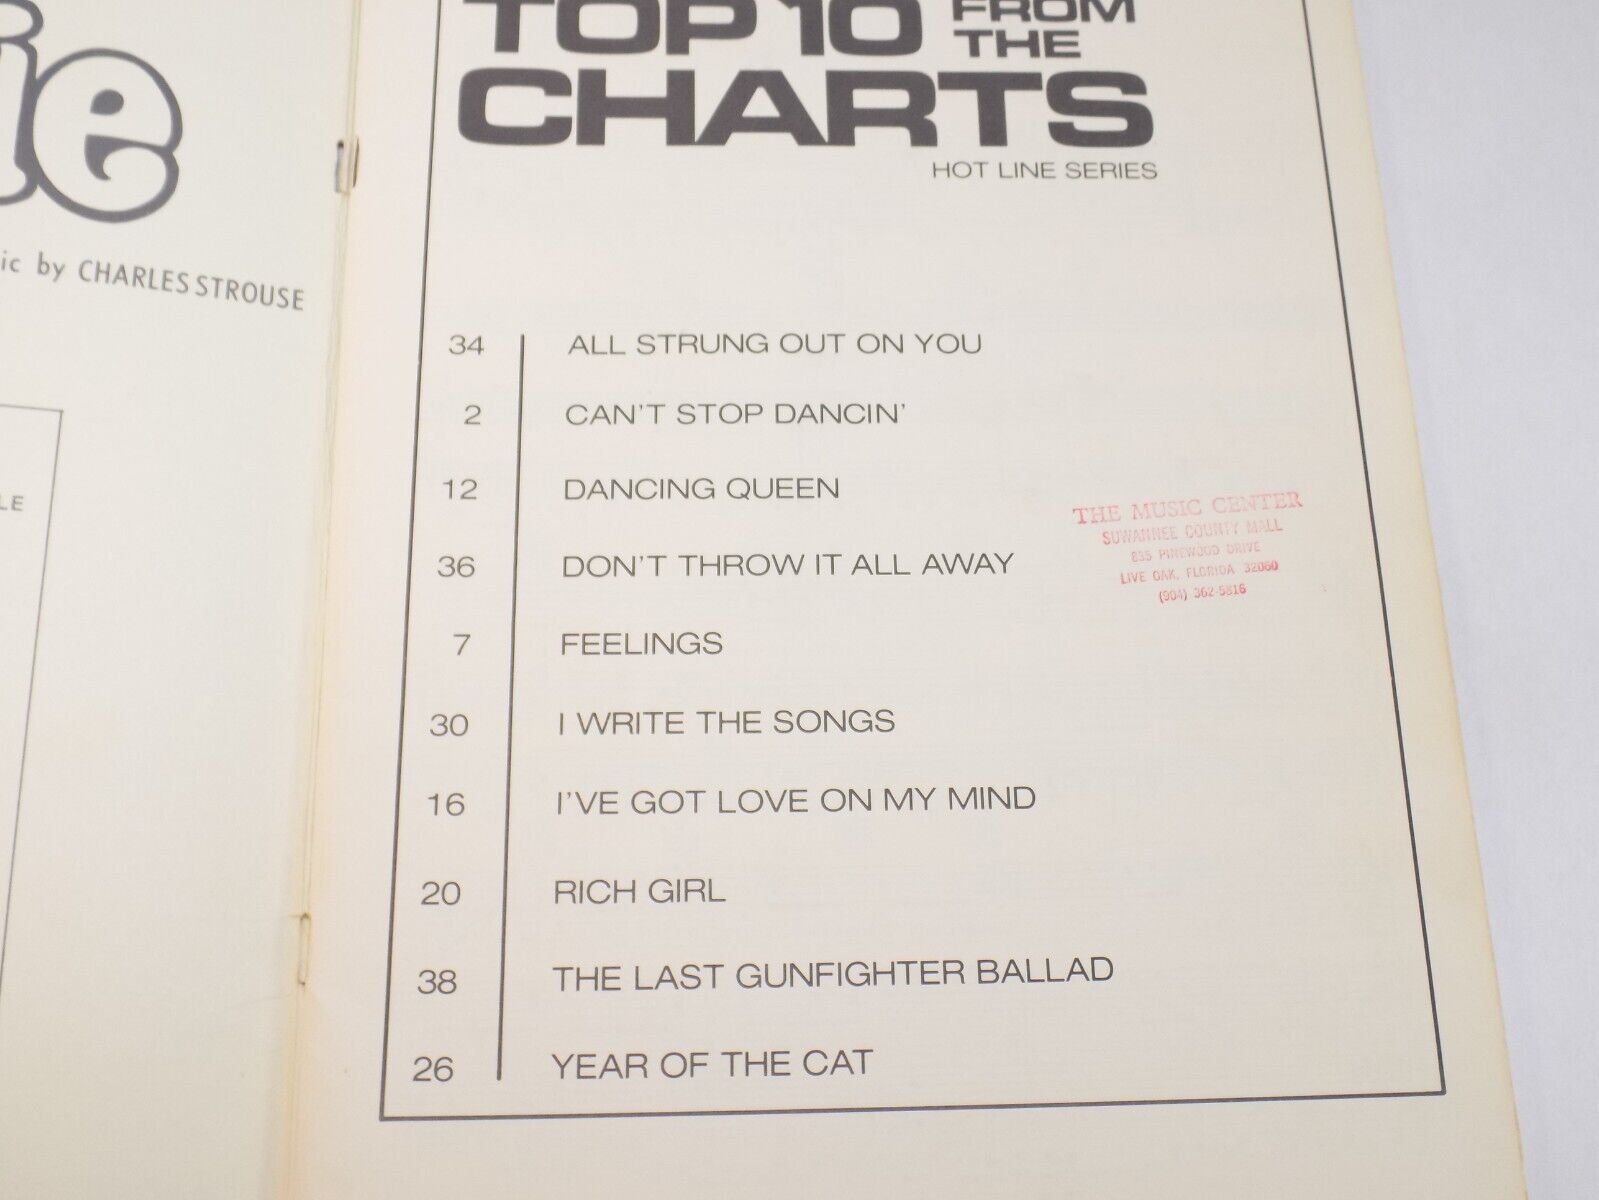 ie
ic by CHARLES STROUSE
LE
TOP 10 FROM THE
CHARTS
HOT LINE SERIES
34 ALL STRUNG OUT ON YOU
2 CAN'T STOP DANCIN'
12 DANCING QUEEN
36 DON'T THROW IT ALL AWAY
7 FEELINGS
30 I WRITE THE SONGS
16 I'VE GOT LOVE ON MY MIND
20 RICH GIRL
38 THE LAST GUNFIGHTER BALLAD
26 YEAR OF THE CAT
THE MUSIC CENTER
SUWANNEE COUNTY MALL
835 PINEWOOD DRIVE
LIVE OAK, FLORIDA 32060
(904) 362-5816